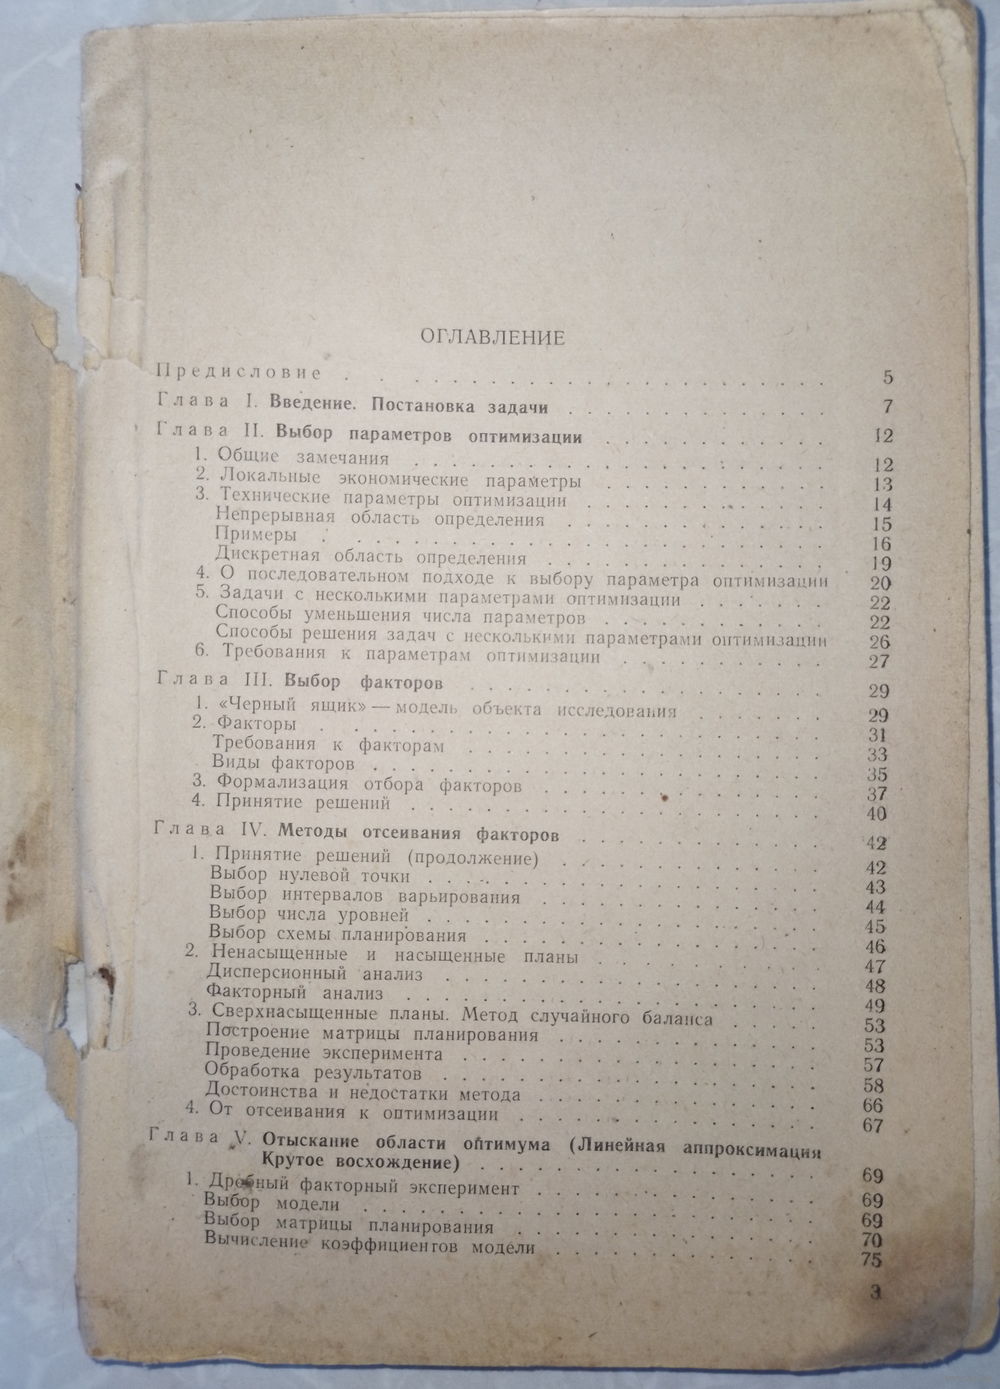 ОГЛАВЛЕНИЕ
Предисловие . . . . . . . . . . . . . . . . . . . 5
Глава I. Введение. Постановка задачи . . . . . . . . . . . . 7
Глава II. Выбор параметров оптимизации . . . . . . . . . . 12
1. Общие замечания . . . . . . . . . . . . . . . . . 12
2. Локальные экономические параметры . . . . . . . . . . 13
3. Технические параметры оптимизации . . . . . . . . . . 14
Непрерывная область определения . . . . . . . . . . . . 15
Примеры . . . . . . . . . . . . . . . . . . . . 16
Дискретная область определения . . . . . . . . . . . . 19
4. О последовательном подходе к выбору параметра оптимизации 20
5. Задачи с несколькими параметрами оптимизации . . . . . . 22
Способы уменьшения числа параметров . . . . . . . . . . 22
Способы решения задач с несколькими параметрами оптимизации 26
6. Требования к параметрам оптимизации . . . . . . . . . 27
Глава III. Выбор факторов . . . . . . . . . . . . . . . 29
1. «Черный ящик» — модель объекта исследования . . . . . . 29
2. Факторы . . . . . . . . . . . . . . . . . . . . 31
Требования к факторам . . . . . . . . . . . . . . . 33
Виды факторов . . . . . . . . . . . . . . . . . . 35
3. Формализация отбора факторов . . . . . . . . . . . . 37
4. Принятие решений . . . . . . . . . . . . . . . . . 40
Глава IV. Методы отсеивания факторов . . . . . . . . . . . 42
1. Принятие решений (продолжение) . . . . . . . . . . . 42
Выбор нулевой точки . . . . . . . . . . . . . . . . 43
Выбор интервалов варьирования . . . . . . . . . . . . 44
Выбор числа уровней . . . . . . . . . . . . . . . . 45
Выбор схемы планирования . . . . . . . . . . . . . . 46
2. Ненасыщенные и насыщенные планы . . . . . . . . . . 47
Дисперсионный анализ . . . . . . . . . . . . . . . . 48
Факторный анализ . . . . . . . . . . . . . . . . . 49
3. Сверхнасыщенные планы. Метод случайного баланса . . . . . 53
Построение матрицы планирования . . . . . . . . . . . 53
Проведение эксперимента . . . . . . . . . . . . . . . 57
Обработка результатов . . . . . . . . . . . . . . . 58
Достоинства и недостатки метода . . . . . . . . . . . . 66
4. От отсеивания к оптимизации . . . . . . . . . . . . . 67
Глава V. Отыскание области оптимума (Линейная аппроксимация
Крутое восхождение) . . . . . . . . . . . . . . . 69
1. Дробный факторный эксперимент . . . . . . . . . . . . 69
Выбор модели . . . . . . . . . . . . . . . . . . . 69
Выбор матрицы планирования . . . . . . . . . . . . . 70
Вычисление коэффициентов модели . . . . . . . . . . . . 75
3